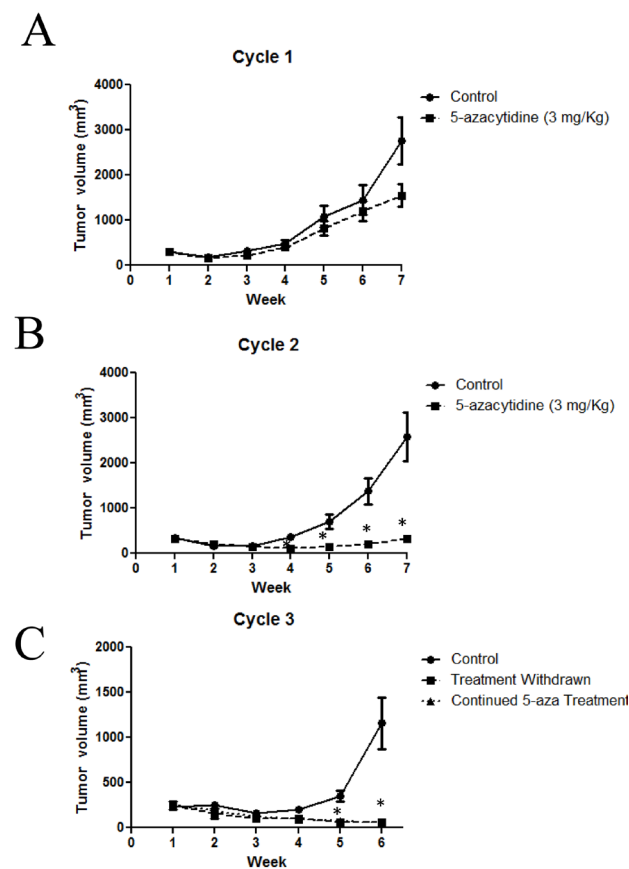 A
Cycle 1
Tumor volume (mm3)
4000
3000
2000
1000
0
0 1 2 3 4 5 6 7
Week
Control
5-azacytidine (3 mg/Kg)
B
Cycle 2
Tumor volume (mm3)
4000
3000
2000
1000
0
0 1 2 3 4 5 6 7
Week
Control
5-azacytidine (3 mg/Kg)
* * * *
C
Cycle 3
Tumor volume (mm3)
2000
1500
1000
500
0
0 1 2 3 4 5 6
Week
Control
Treatment Withdrawn
Continued 5-aza Treatment
* *